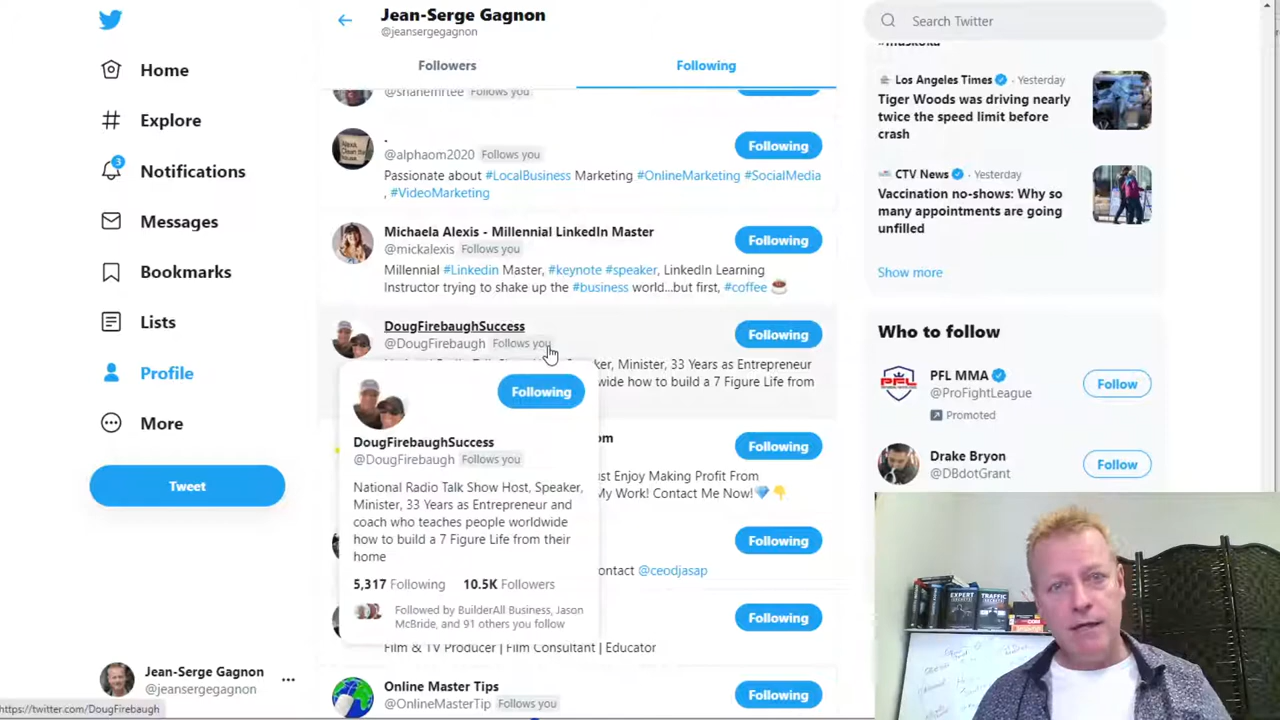 Home
Explore
3
Notifications
Messages
Bookmarks
Lists
Profile
More
Tweet
Jean-Serge Gagnon
@jeansergegagnon
https://twitter.com/DougFirebaugh
Jean-Serge Gagnon
@jeansergegagnon
Followers
Following
@shanemrtee Follows you
.
@alphaom2020 Follows you
Following
Passionate about #LocalBusiness Marketing #OnlineMarketing #SocialMedia
, #VideoMarketing
Michaela Alexis - Millennial LinkedIn Master
@mickalexis Follows you
Following
Millennial #Linkedin Master, #keynote #speaker, LinkedIn Learning
Instructor trying to shake up the #business world...but first, #coffee ☕
DougFirebaughSuccess
@DougFirebaugh Follows you
Following
Speaker, Minister, 33 Years as Entrepreneur
wide how to build a 7 Figure Life from
Following
DougFirebaughSuccess
@DougFirebaugh Follows you
National Radio Talk Show Host, Speaker,
Minister, 33 Years as Entrepreneur and
coach who teaches people worldwide
how to build a 7 Figure Life from their
home
5,317 Following 10.5K Followers
Followed by BuilderAll Business, Jason
McBride, and 91 others you follow
om
Following
ust Enjoy Making Profit From
My Work! Contact Me Now!💎👇
Following
ontact @ceodjasap
Following
Film & TV Producer | Film Consultant | Educator
Online Master Tips
@OnlineMasterTip Follows you
Following
Search Twitter
#muskoka
Los Angeles Times · Yesterday
Tiger Woods was driving nearly
twice the speed limit before
crash
CTV News · Yesterday
Vaccination no-shows: Why so
many appointments are going
unfilled
Show more
Who to follow
PFL MMA
@ProFightLeague
Follow
Promoted
Drake Bryon
@DBdotGrant
Follow
EXPERT
SECRETS
TRAFFIC
SECRETS